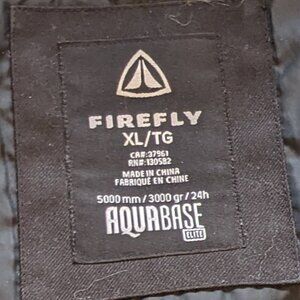 FIREFLY
XL/TG
CA#:37961
RN#:130582
MADE IN CHINA
FABRIQUÉ EN CHINE
5000 mm / 3000 gr / 24h
AQUABASE
ELITE